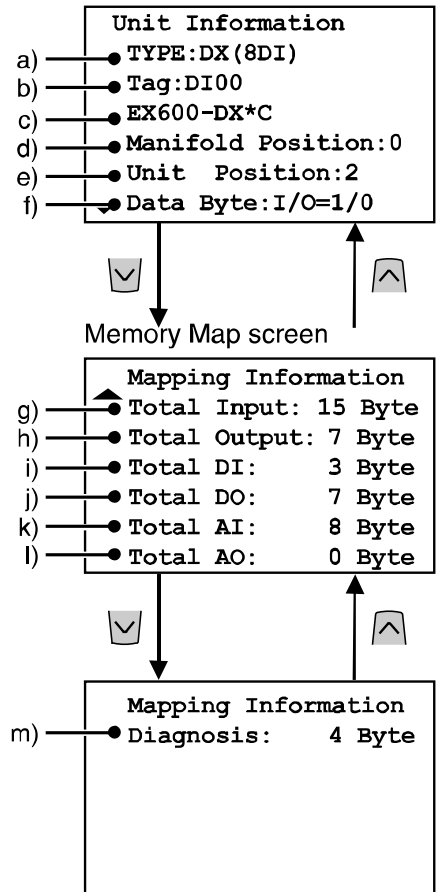 Unit Information
a) TYPE:DX(8DI)
b) Tag:DI00
c) EX600-DX*C
d) Manifold Position:0
e) Unit Position:2
f) Data Byte:I/O=1/0
Memory Map screen
Mapping Information
g) Total Input: 15 Byte
h) Total Output: 7 Byte
i) Total DI: 3 Byte
j) Total DO: 7 Byte
k) Total AI: 8 Byte
l) Total AO: 0 Byte
Mapping Information
m) Diagnosis: 4 Byte